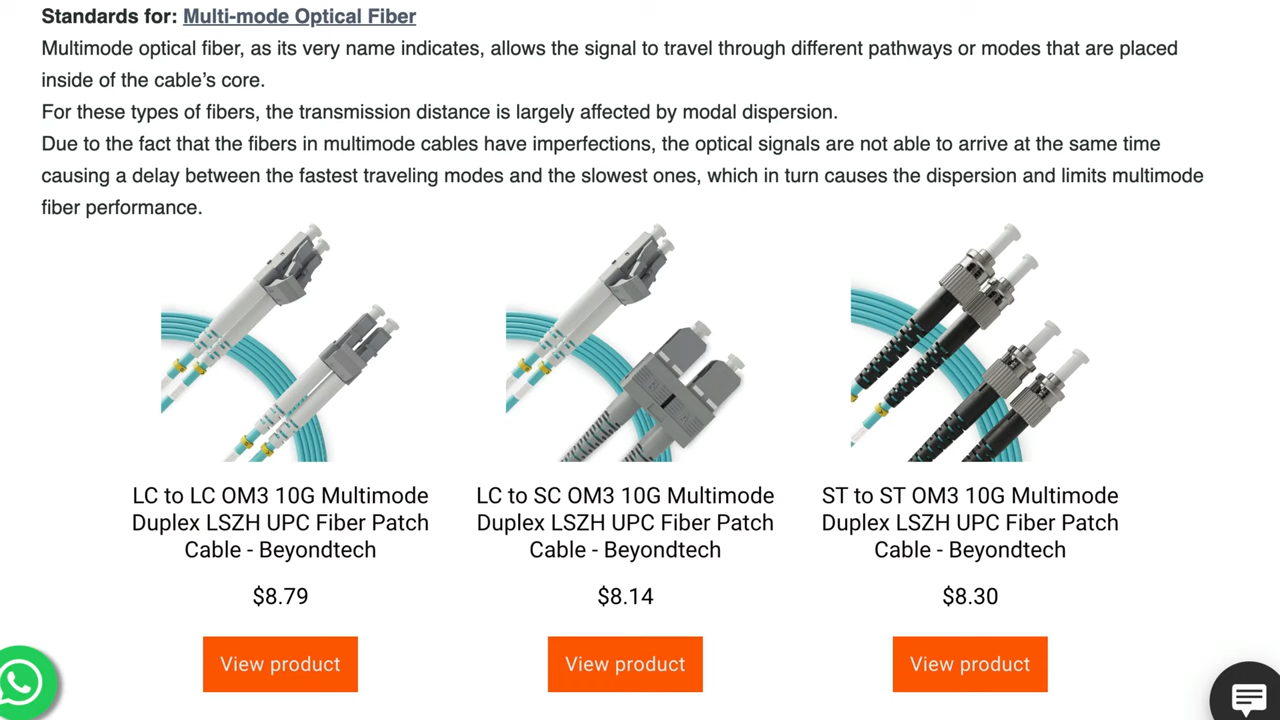 Standards for: Multi-mode Optical Fiber
Multimode optical fiber, as its very name indicates, allows the signal to travel through different pathways or modes that are placed
inside of the cable’s core.
For these types of fibers, the transmission distance is largely affected by modal dispersion.
Due to the fact that the fibers in multimode cables have imperfections, the optical signals are not able to arrive at the same time
causing a delay between the fastest traveling modes and the slowest ones, which in turn causes the dispersion and limits multimode
fiber performance.
LC to LC OM3 10G Multimode
Duplex LSZH UPC Fiber Patch
Cable - Beyondtech
$8.79
View product
LC to SC OM3 10G Multimode
Duplex LSZH UPC Fiber Patch
Cable - Beyondtech
$8.14
View product
ST to ST OM3 10G Multimode
Duplex LSZH UPC Fiber Patch
Cable - Beyondtech
$8.30
View product